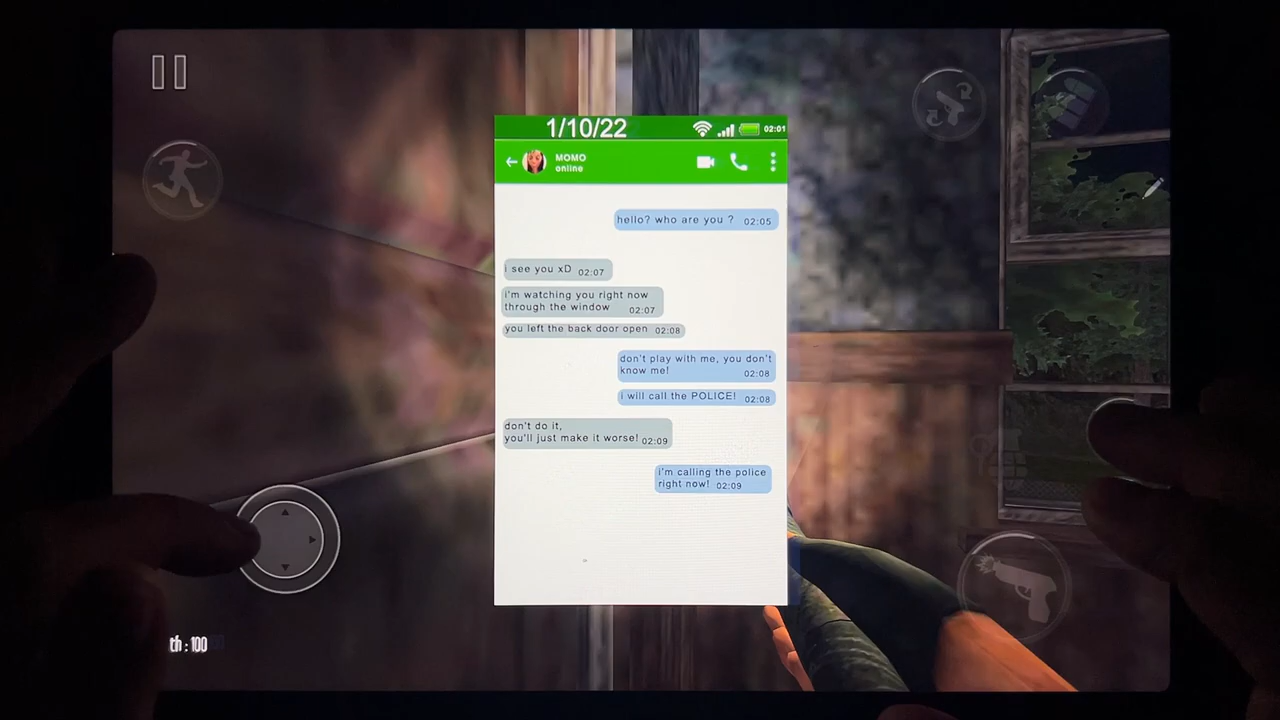 1/10/22
02:01
MOMO
online
hello? who are you ? 02:05
i see you xD 02:07
i'm watching you right now
through the window 02:07
you left the back door open 02:08
don't play with me, you don't
know me! 02:08
i will call the POLICE! 02:08
don't do it,
you'll just make it worse! 02:09
i'm calling the police
right now! 02:09
th : 100